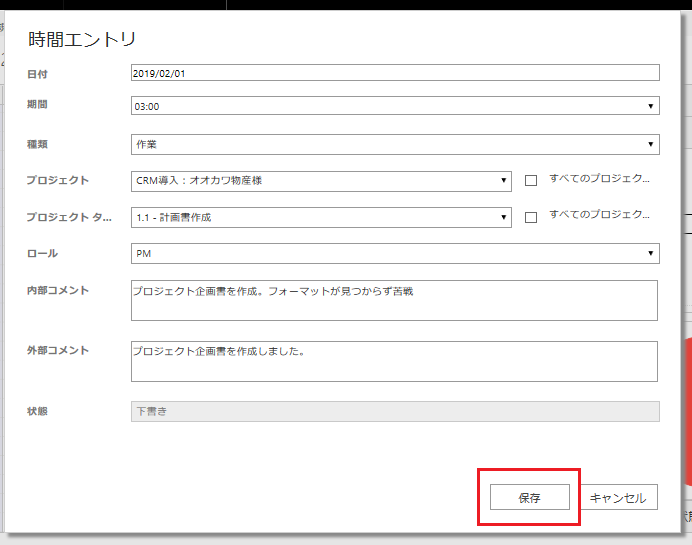 時間エントリ
日付 2019/02/01
期間 03:00
種類 作業
プロジェクト CRM導入：オオカワ物産様 すべてのプロジェク...
プロジェクト タ... 1.1 - 計画書作成 すべてのプロジェク...
ロール PM
内部コメント プロジェクト企画書を作成。フォーマットが見つからず苦戦
外部コメント プロジェクト企画書を作成しました。
状態 下書き
保存 キャンセル